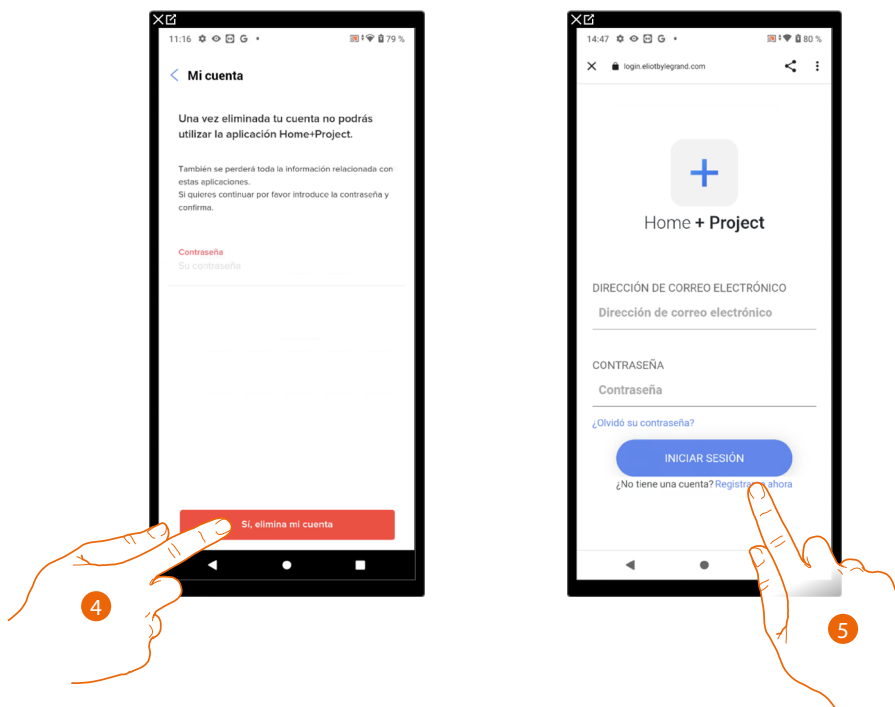 11:16 G 79 %
Mi cuenta
Una vez eliminada tu cuenta no podrás
utilizar la aplicación Home+Project.
También se perderá toda la información relacionada con
estas aplicaciones.
Si quieres continuar por favor introduce la contraseña y
confirma.
Contraseña
Su contraseña
Sí, elimina mi cuenta
4
14:47 G 80 %
login.eliotbylegrand.com
Home + Project
DIRECCIÓN DE CORREO ELECTRÓNICO
Dirección de correo electrónico
CONTRASEÑA
Contraseña
¿Olvidó su contraseña?
INICIAR SESIÓN
¿No tiene una cuenta? ahora
5